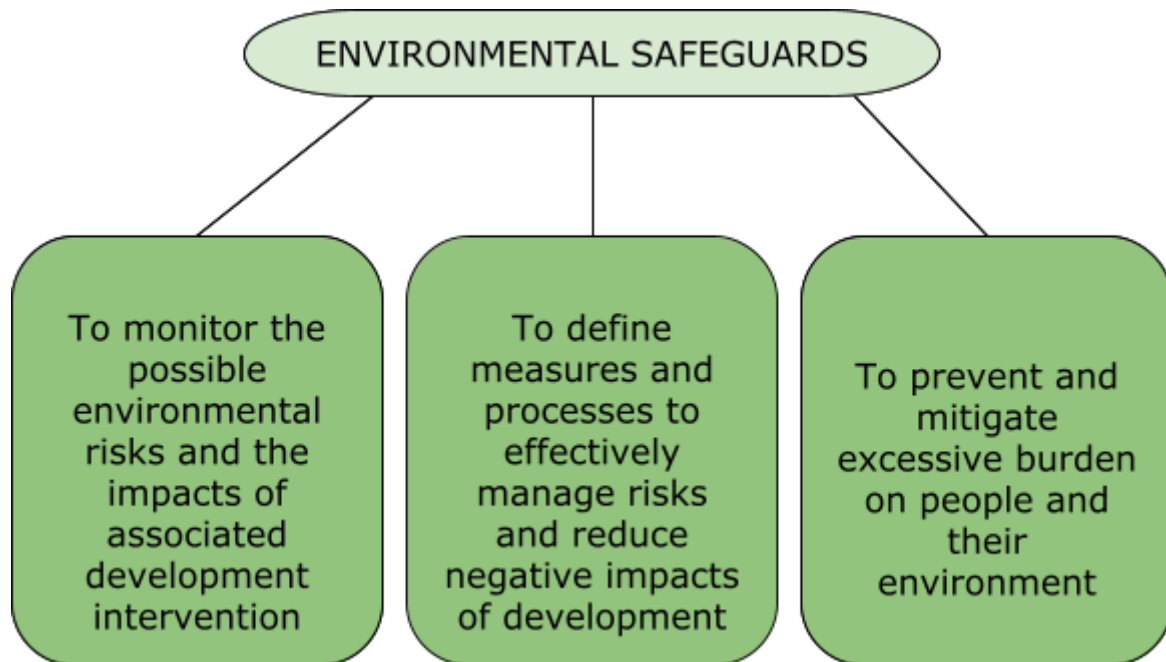 ENVIRONMENTAL SAFEGUARDS
To monitor the
possible
environmental
risks and the
impacts of
associated
development
intervention
To define
measures and
processes to
effectively
manage risks
and reduce
negative impacts
of development
To prevent and
mitigate
excessive burden
on people and
their
environment